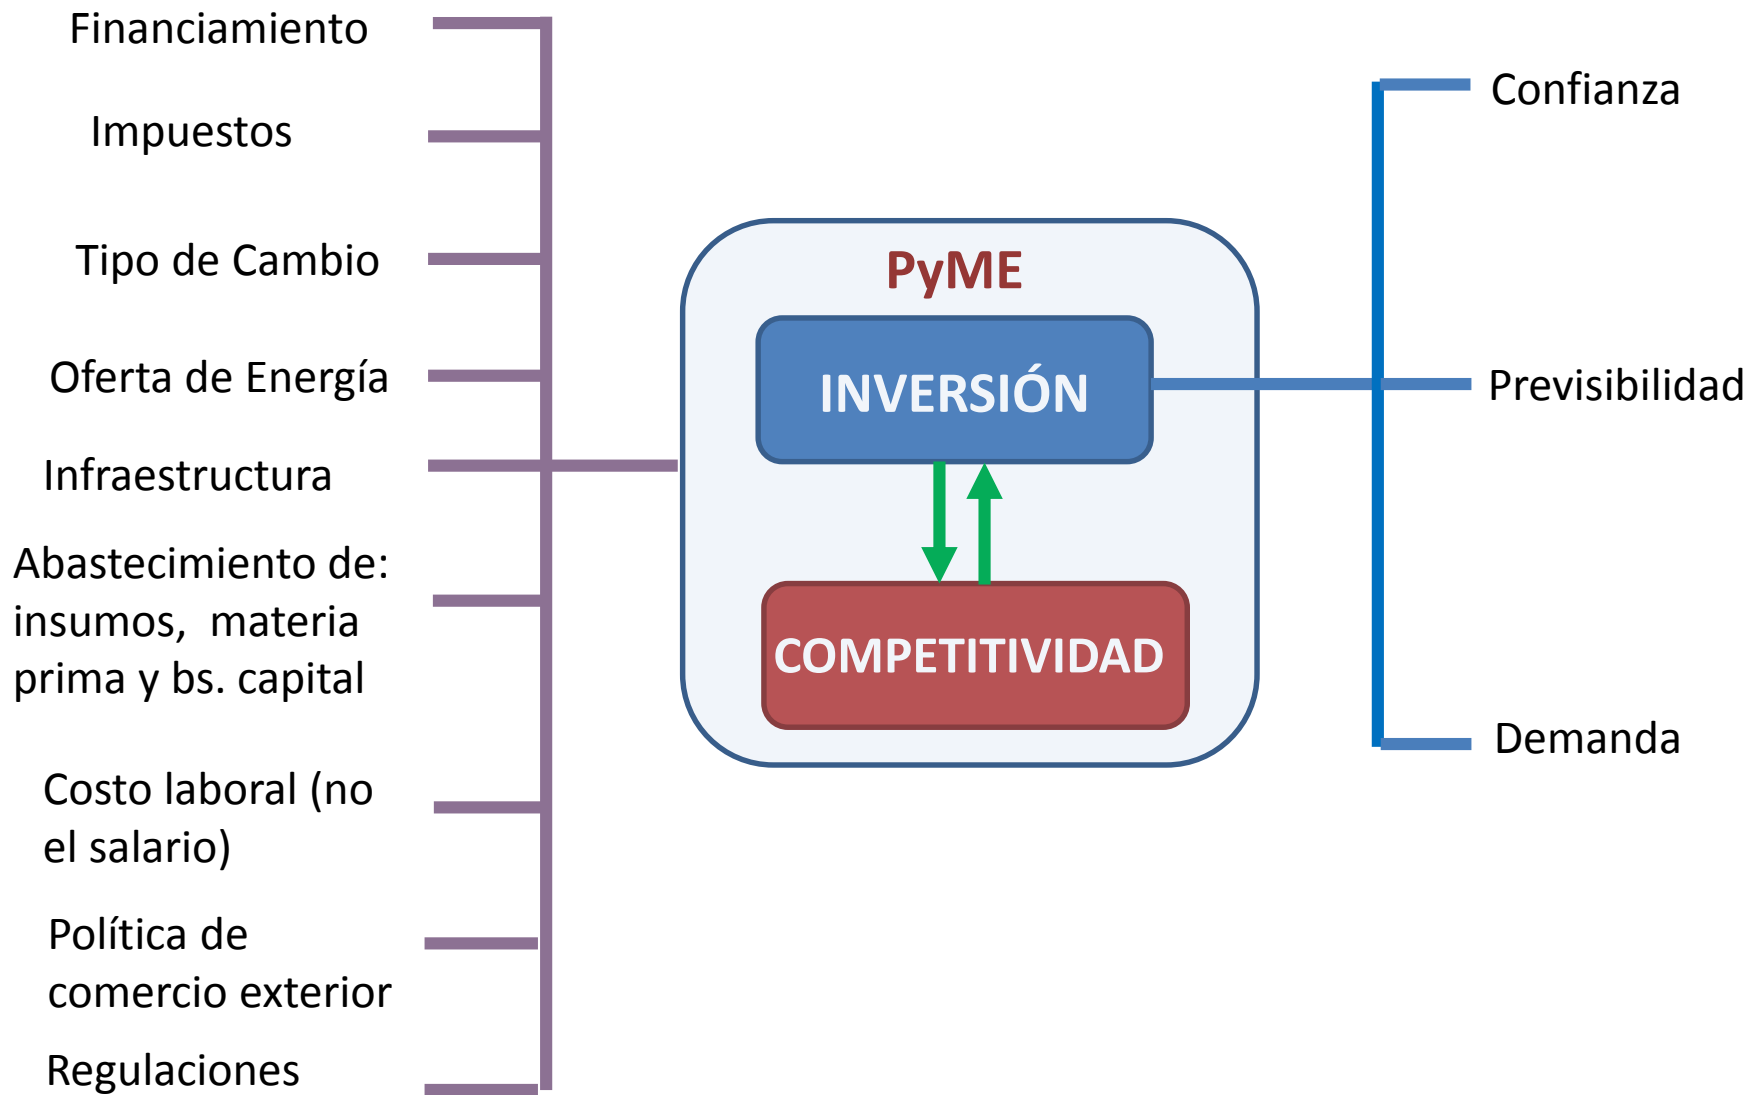 Financiamiento
Impuestos
Tipo de Cambio
Oferta de Energía
Infraestructura
Abastecimiento de:
insumos, materia
prima y bs. capital
Costo laboral (no
el salario)
Política de
comercio exterior
Regulaciones
PyME
INVERSIÓN
COMPETITIVIDAD
Confianza
Previsibilidad
Demanda